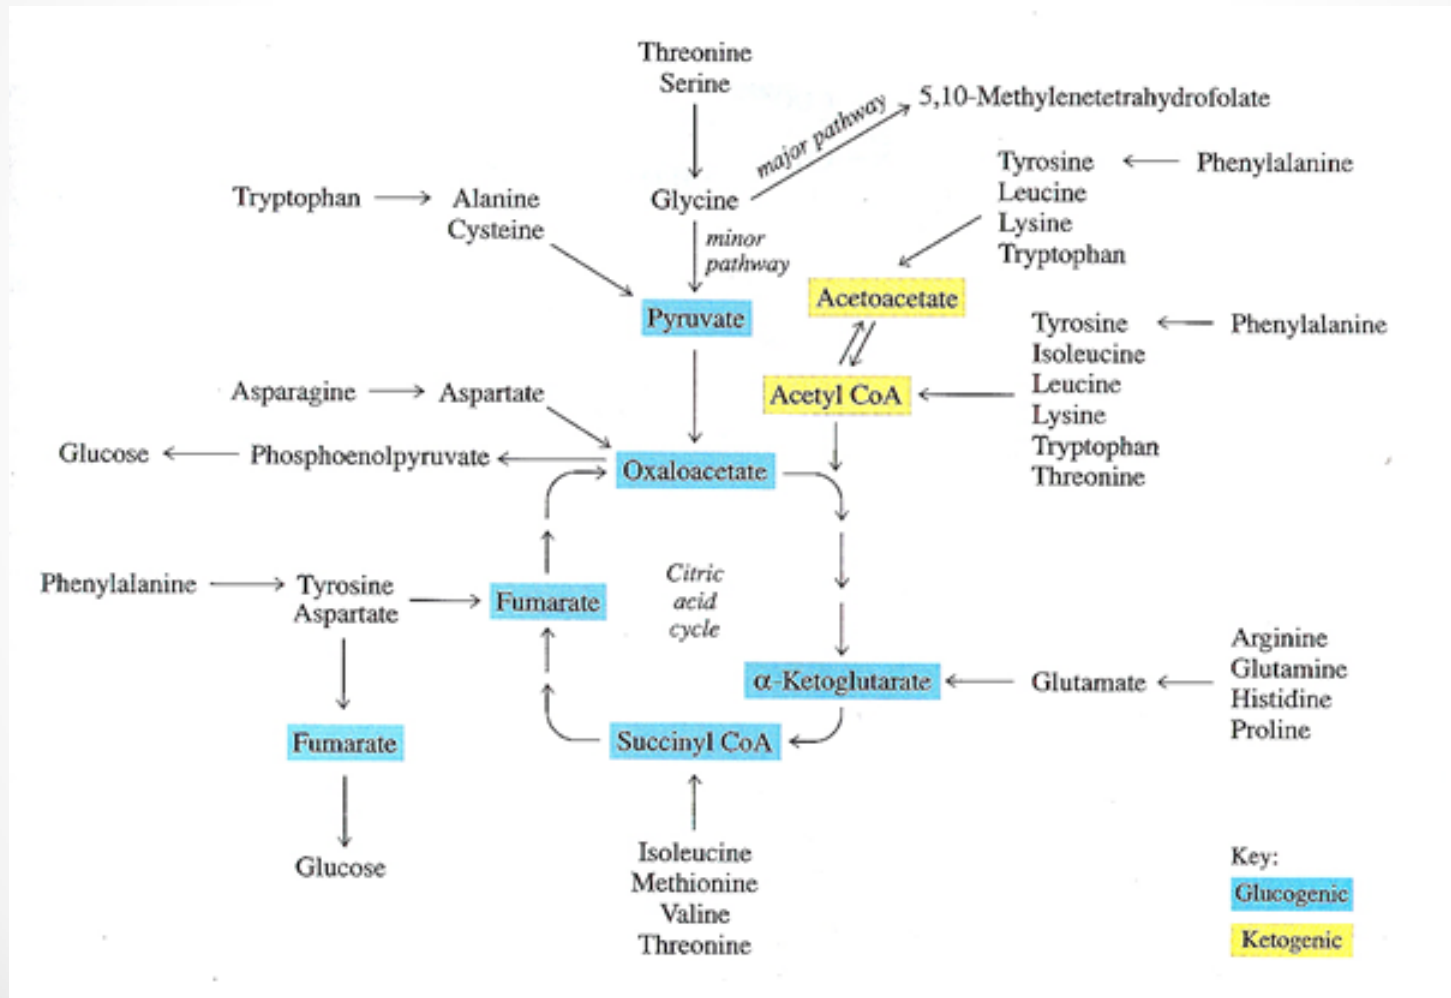 Threonine
Serine
major pathway
5,10-Methylenetetrahydrofolate
Tyrosine
Phenylalanine
Leucine
Lysine
Tryptophan
Tryptophan
Alanine
Cysteine
Glycine
minor
pathway
Acetoacetate
Pyruvate
Tyrosine
Phenylalanine
Isoleucine
Leucine
Lysine
Tryptophan
Threonine
Acetyl CoA
Asparagine
Aspartate
Glucose
Phosphoenolpyruvate
Oxaloacetate
Phenylalanine
Tyrosine
Aspartate
Fumarate
Citric
acid
cycle
α-Ketoglutarate
Glutamate
Arginine
Glutamine
Histidine
Proline
Fumarate
Succinyl CoA
Glucose
Isoleucine
Methionine
Valine
Threonine
Key:
Glucogenic
Ketogenic